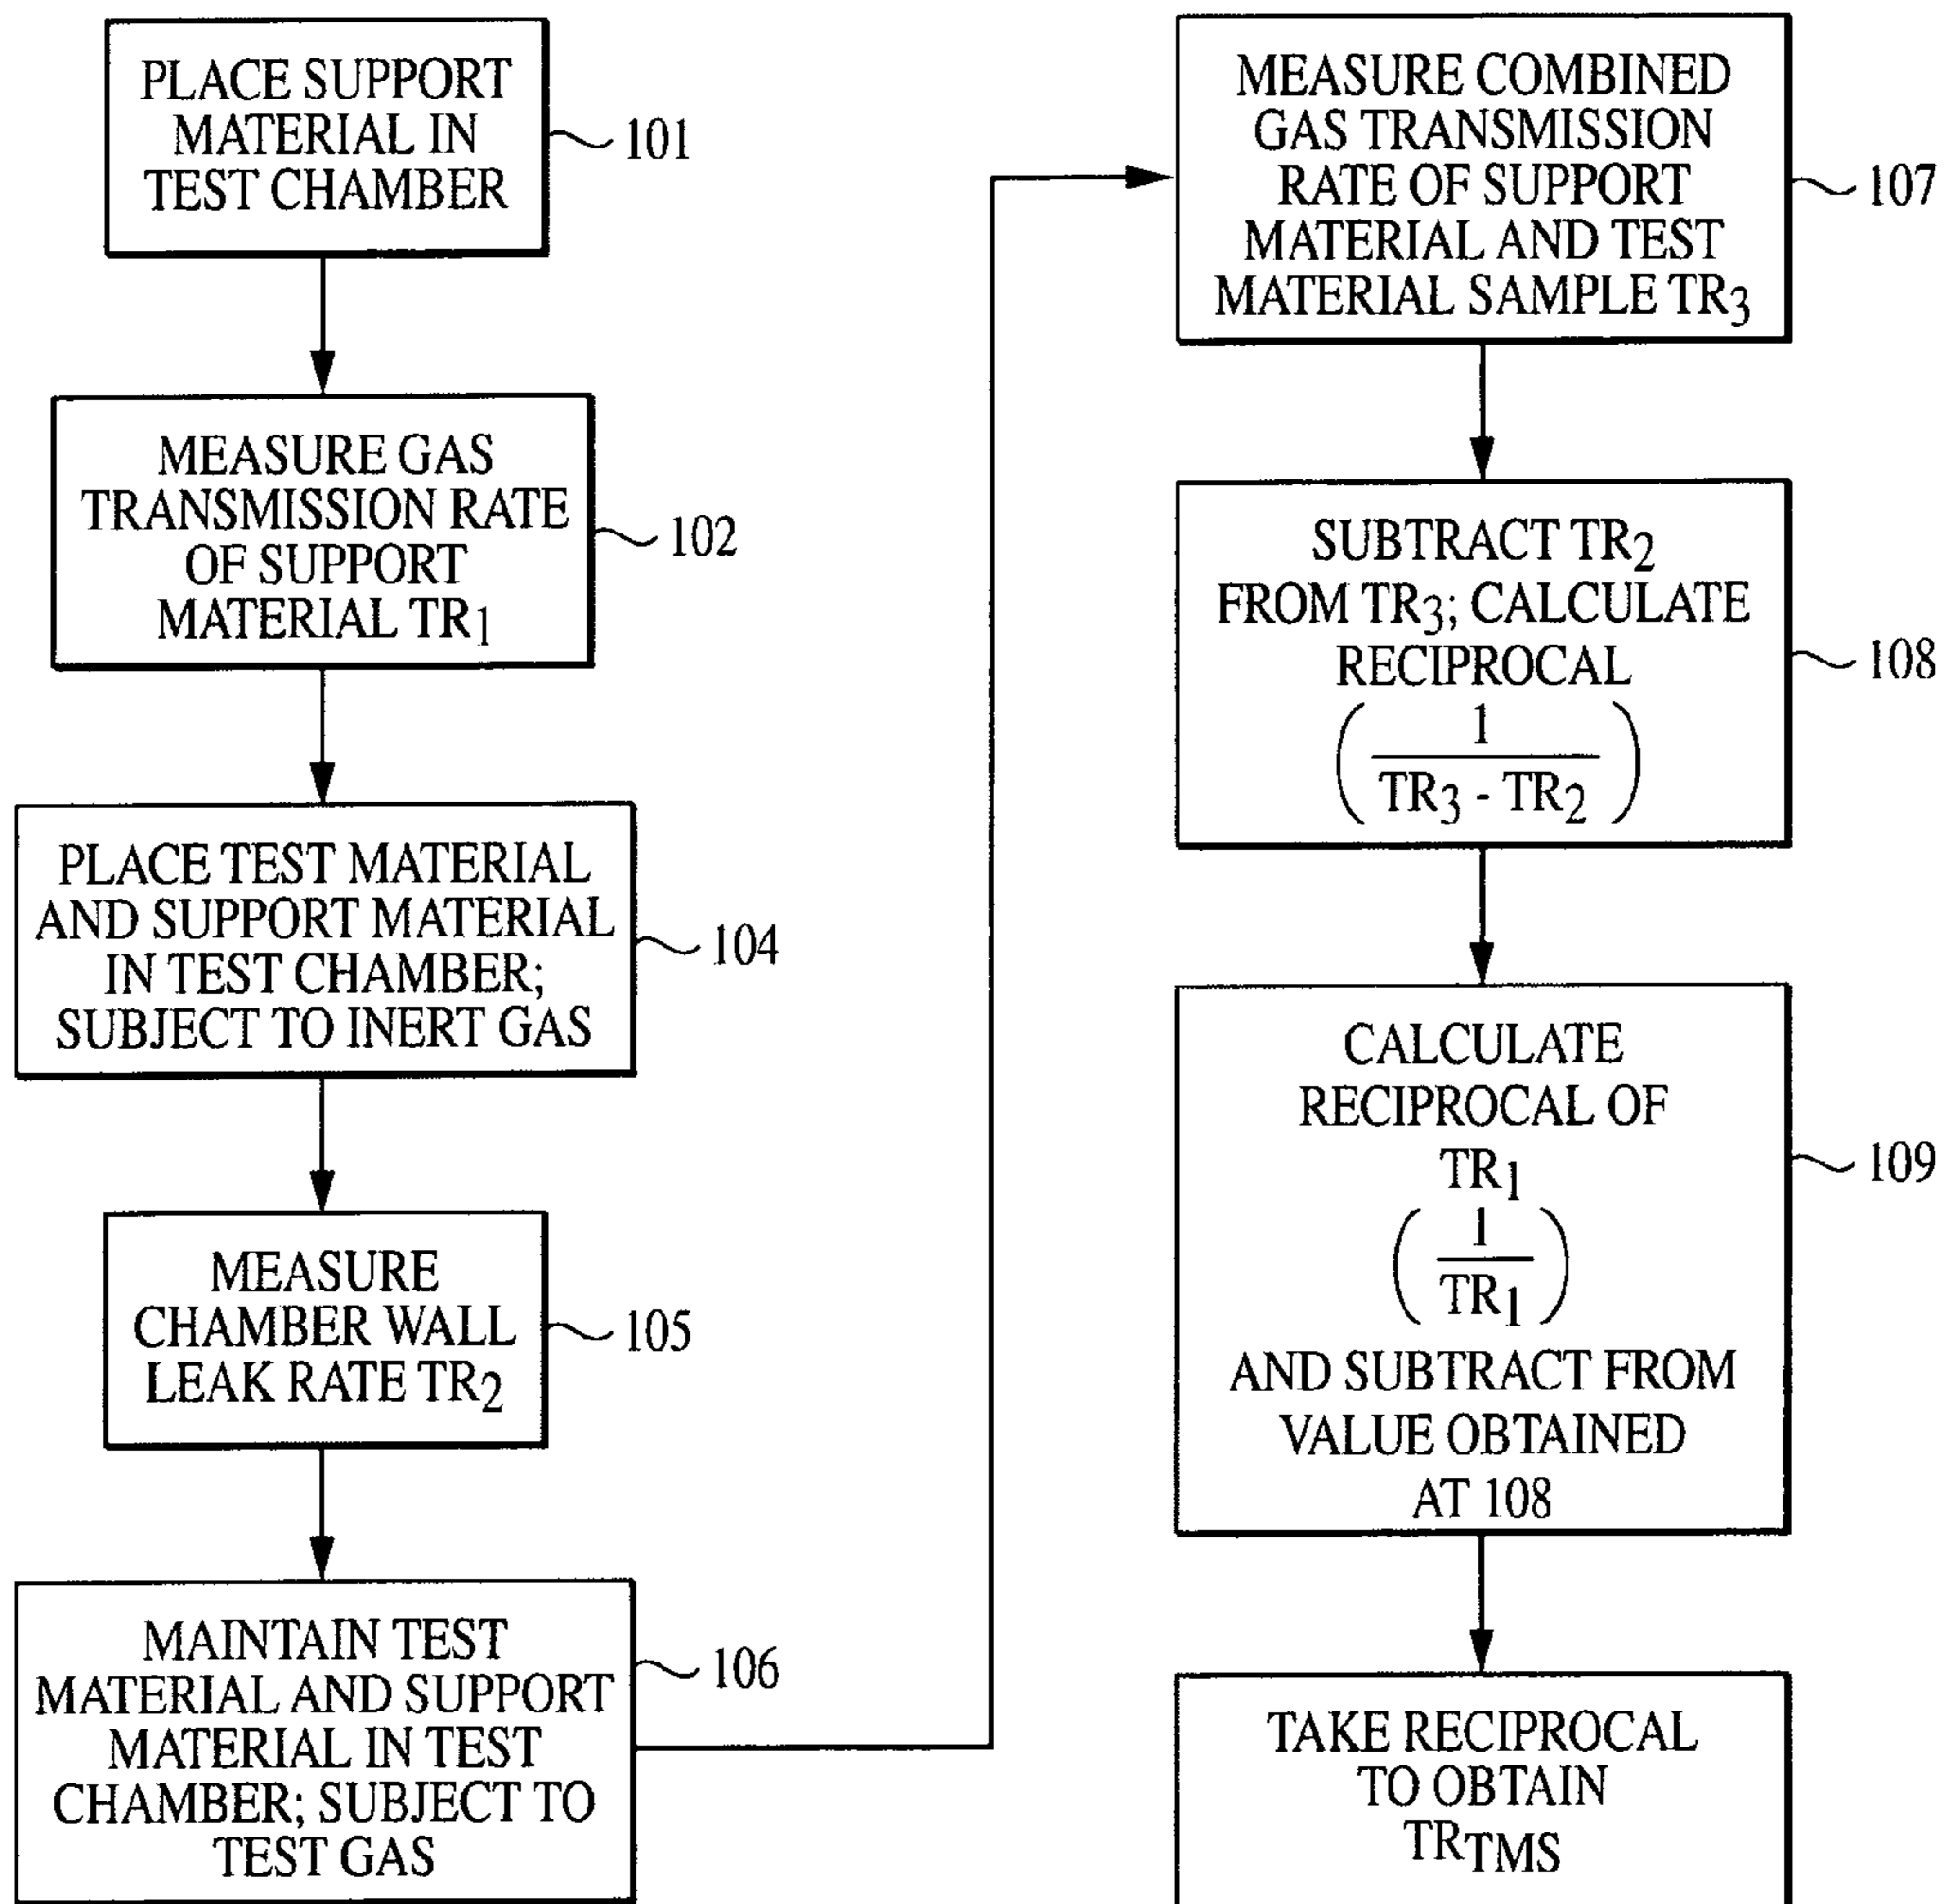 PLACE SUPPORT
MATERIAL IN
TEST CHAMBER
101
MEASURE GAS
TRANSMISSION RATE
OF SUPPORT
MATERIAL TR1
102
PLACE TEST MATERIAL
AND SUPPORT MATERIAL
IN TEST CHAMBER;
SUBJECT TO INERT GAS
104
MEASURE
CHAMBER WALL
LEAK RATE TR2
105
MAINTAIN TEST
MATERIAL AND SUPPORT
MATERIAL IN TEST
CHAMBER; SUBJECT TO
TEST GAS
106
MEASURE COMBINED
GAS TRANSMISSION
RATE OF SUPPORT
MATERIAL AND TEST
MATERIAL SAMPLE TR3
107
SUBTRACT TR2
FROM TR3; CALCULATE
RECIPROCAL
( 1
TR3 - TR2 )
108
CALCULATE
RECIPROCAL OF
TR1
( 1
TR1 )
AND SUBTRACT FROM
VALUE OBTAINED
AT 108
109
TAKE RECIPROCAL
TO OBTAIN
TRTMS